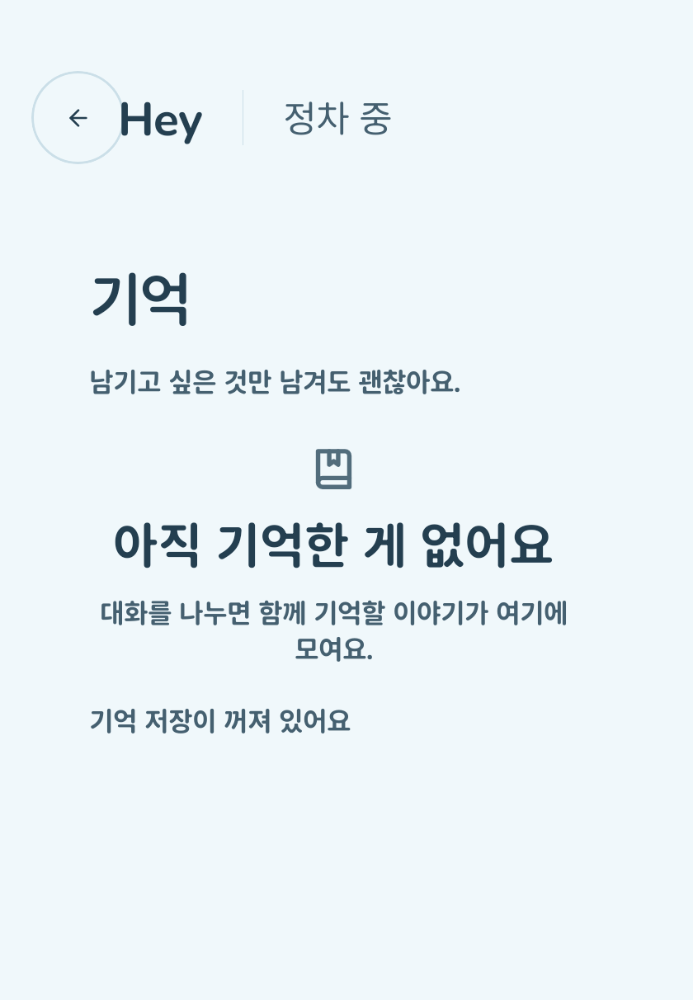 Hey
정차 중
기억
남기고 싶은 것만 남겨도 괜찮아요.
아직 기억한 게 없어요
대화를 나누면 함께 기억할 이야기가 여기에
모여요.
기억 저장이 꺼져 있어요